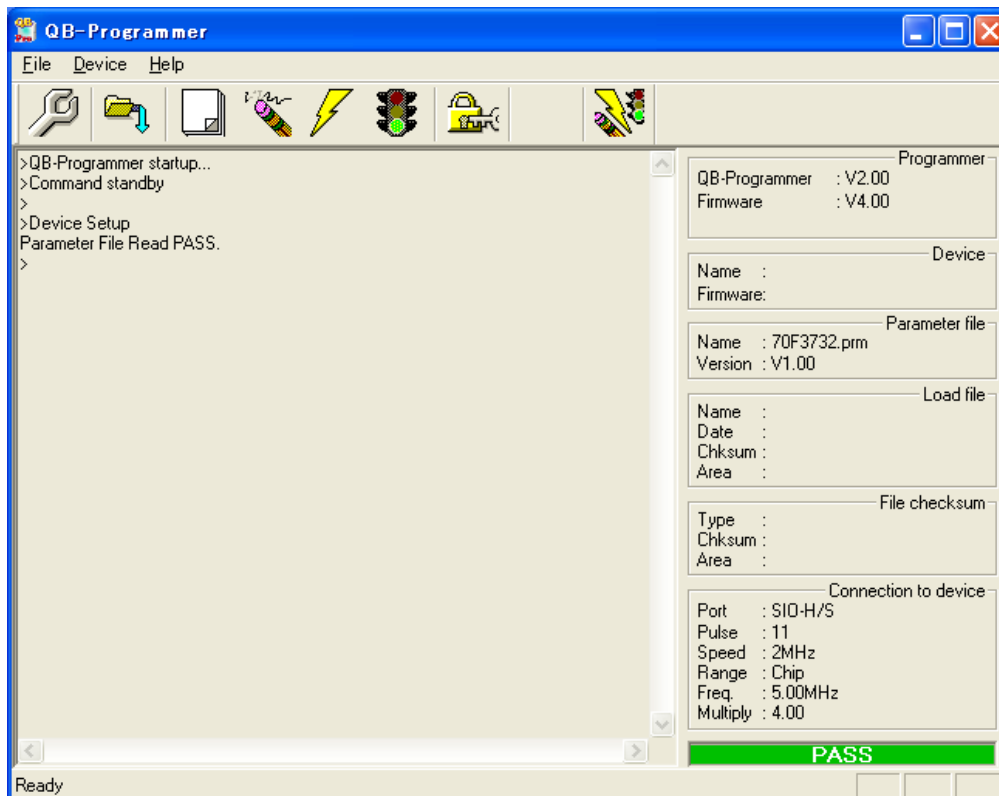 QB-Programmer
File Device Help
>QB-Programmer startup...
>Command standby
>
>Device Setup
Parameter File Read PASS.
>
Programmer
QB-Programmer : V2.00
Firmware : V4.00
Device
Name :
Firmware:
Parameter file
Name : 70F3732.prm
Version : V1.00
Load file
Name :
Date :
Chksum :
Area :
File checksum
Type :
Chksum :
Area :
Connection to device
Port : SIO-H/S
Pulse : 11
Speed : 2MHz
Range : Chip
Freq. : 5.00MHz
Multiply : 4.00
PASS
Ready